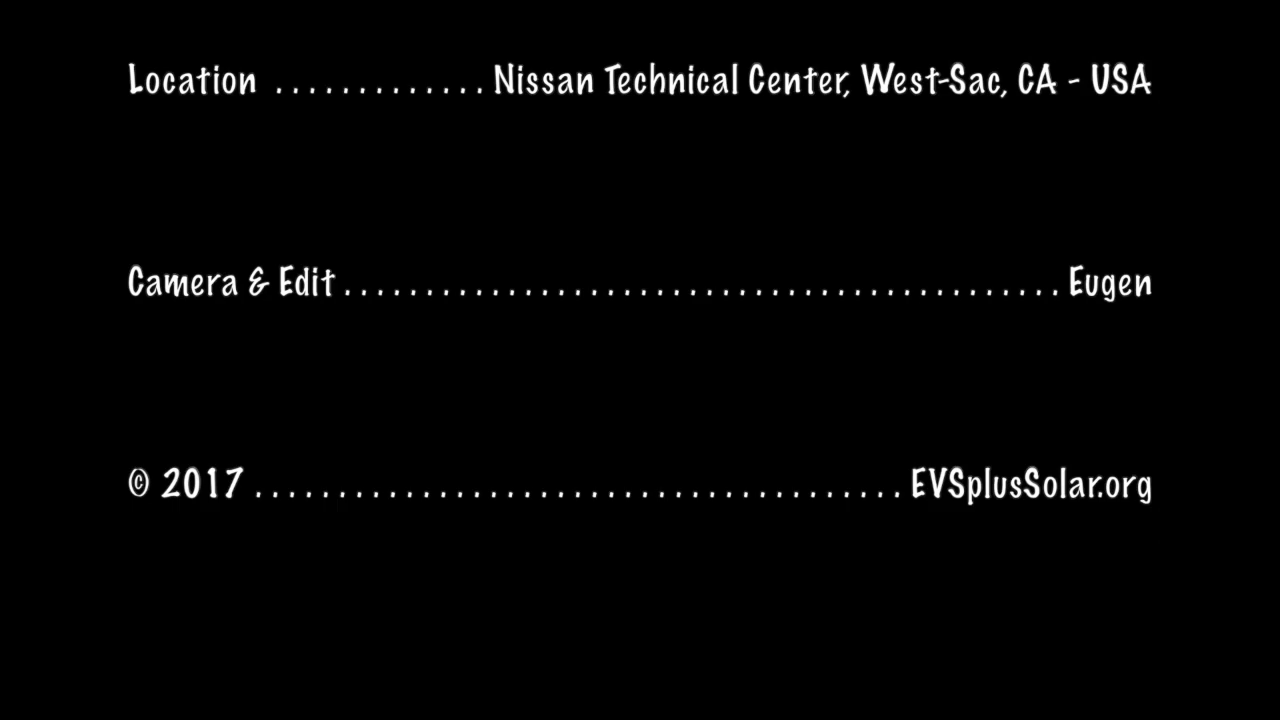 Location ............. Nissan Technical Center, West-Sac, CA - USA
Camera & Edit ............................................ Eugen
© 2017 ........................................ EVSplusSolar.org